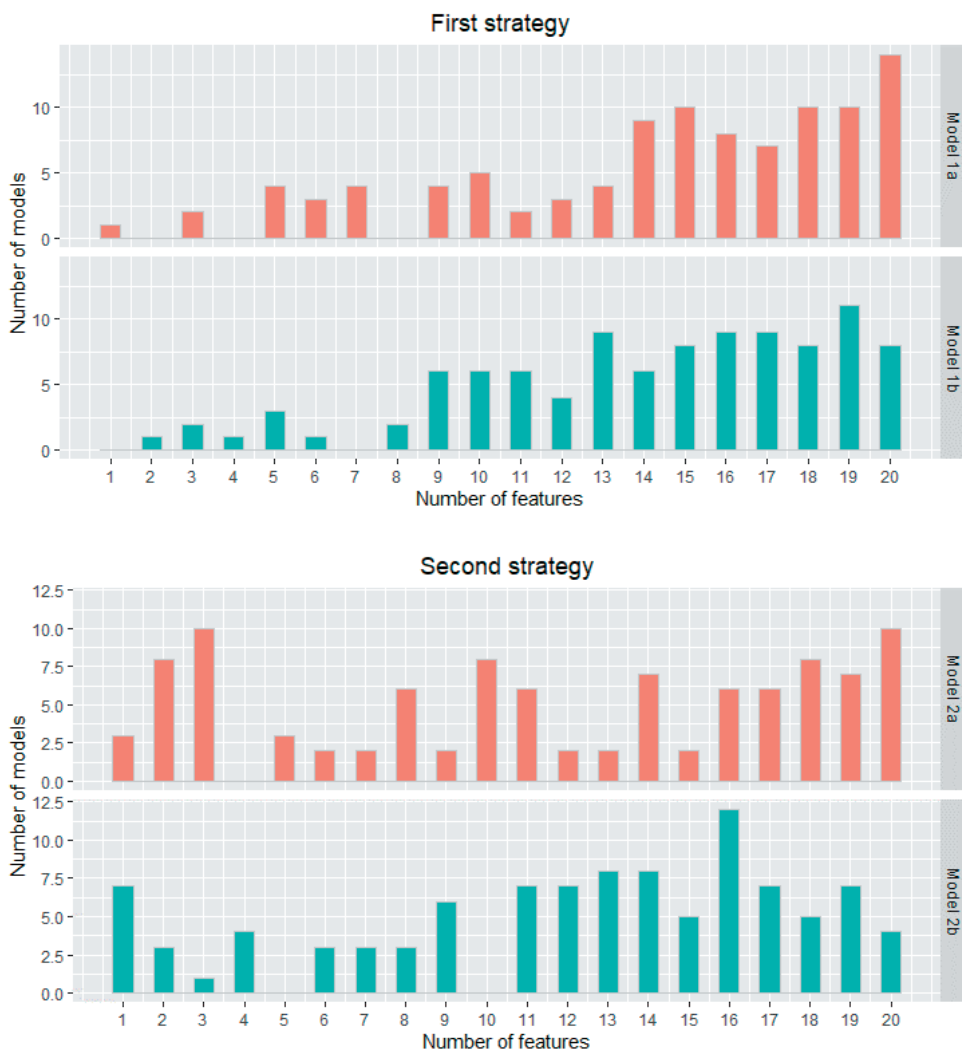 First strategy
Number of models
10
5
0
Model 1a
10
5
0
Model 1b
1 2 3 4 5 6 7 8 9 10 11 12 13 14 15 16 17 18 19 20
Number of features
Second strategy
Number of models
12.5
10.0
7.5
5.0
2.5
0.0
Model 2a
12.5
10.0
7.5
5.0
2.5
0.0
Model 2b
1 2 3 4 5 6 7 8 9 10 11 12 13 14 15 16 17 18 19 20
Number of features